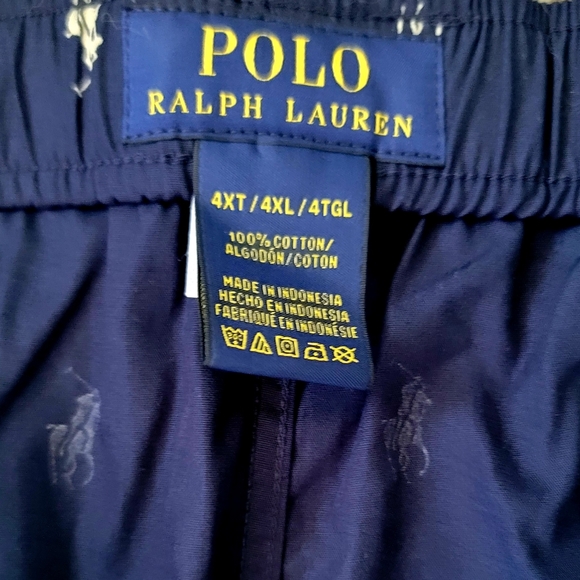 POLO
RALPH LAUREN
4XT/4XL/4TGL
100% COTTON/
ALGODÓN/COTON
MADE IN INDONESIA
HECHO EN INDONESIA
FABRIQUÉ EN INDONÉSIE